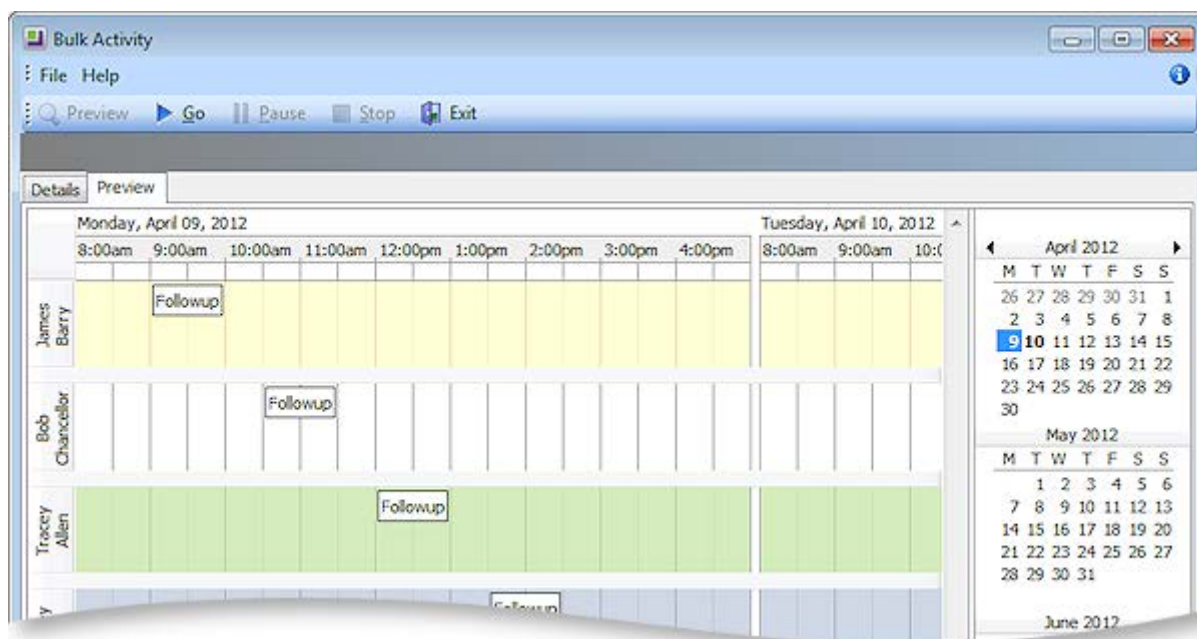 Bulk Activity
File Help
Preview Go Pause Stop Exit
Details Preview
Monday, April 09, 2012 Tuesday, April 10, 2012
8:00am 9:00am 10:00am 11:00am 12:00pm 1:00pm 2:00pm 3:00pm 4:00pm 8:00am 9:00am 10:0
James
Barry
Followup
Bob
Chancellor
Followup
Tracey
Allen
Followup
Followup
April 2012
M T W T F S S
26 27 28 29 30 31 1
2 3 4 5 6 7 8
9 10 11 12 13 14 15
16 17 18 19 20 21 22
23 24 25 26 27 28 29
30
May 2012
M T W T F S S
1 2 3 4 5 6
7 8 9 10 11 12 13
14 15 16 17 18 19 20
21 22 23 24 25 26 27
28 29 30 31
June 2012